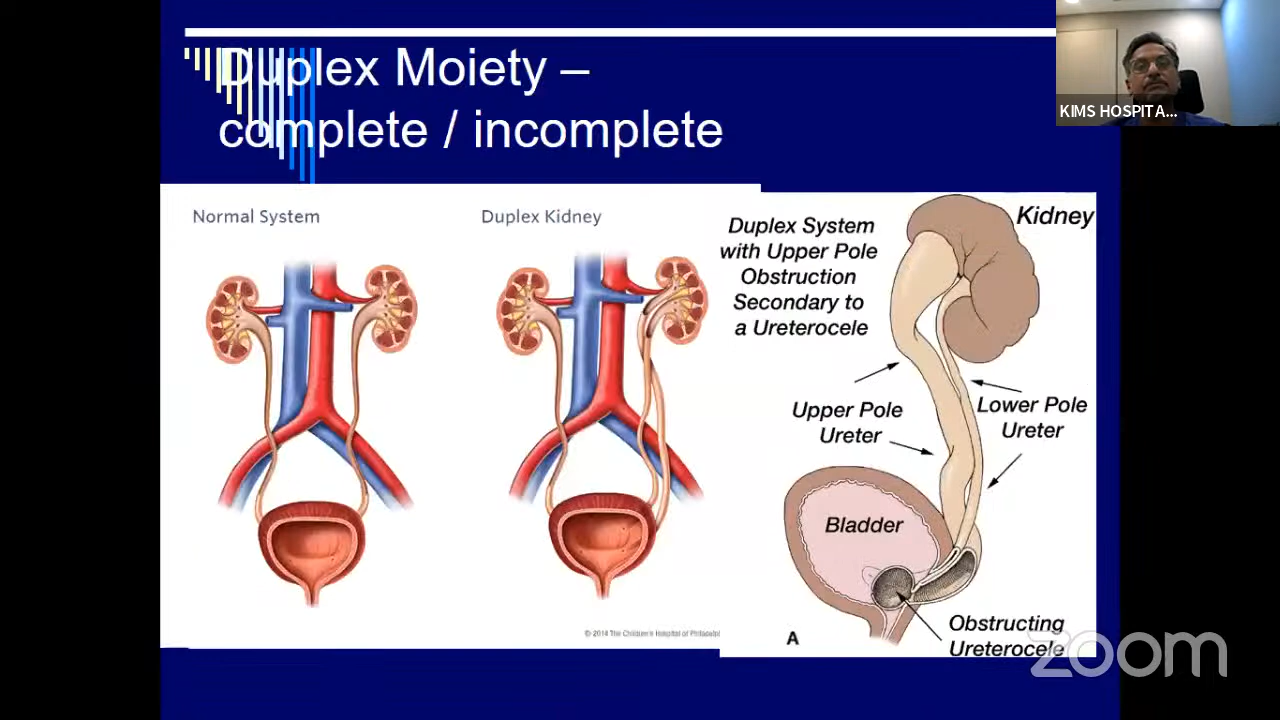 Duplex Moiety –
complete / incomplete
KIMS HOSPITA...
Normal System
Duplex Kidney
© 2014 The Children's Hospital of Philadel
Duplex System
with Upper Pole
Obstruction
Secondary to
a Ureterocele
Kidney
Upper Pole
Ureter
Lower Pole
Ureter
Bladder
Obstructing
Ureterocele
A
zoom